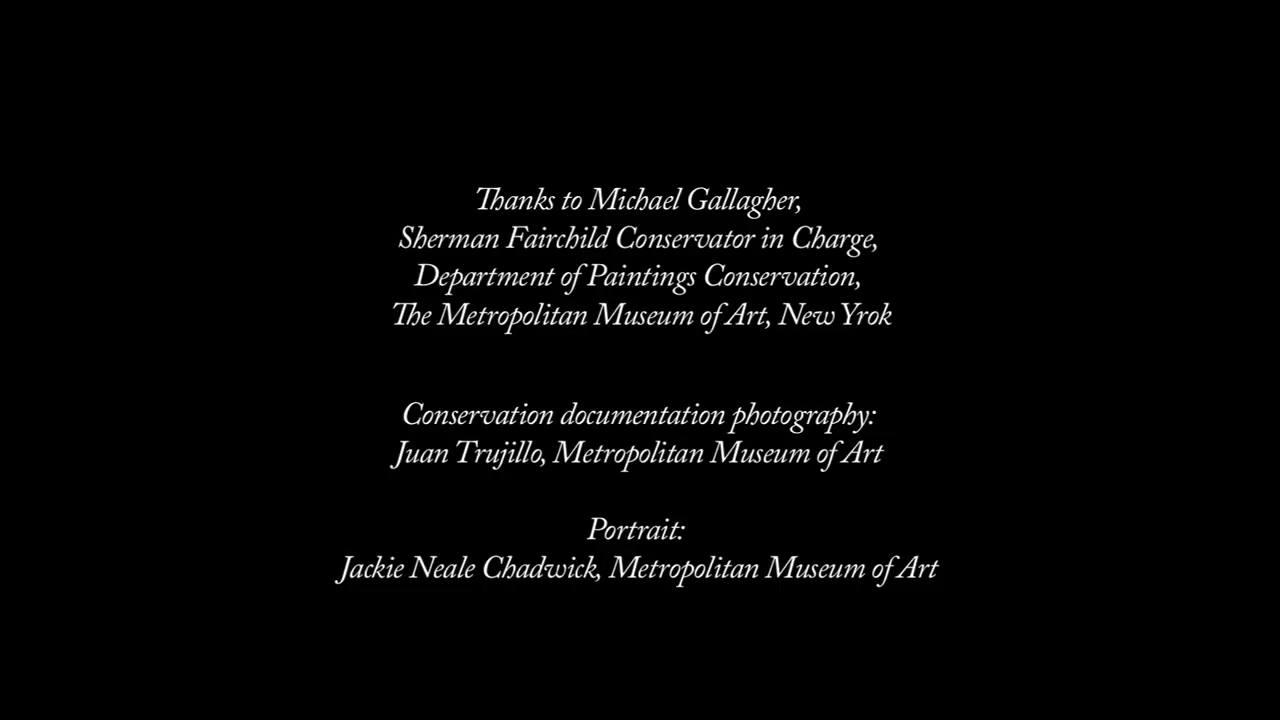 Thanks to Michael Gallagher,
Sherman Fairchild Conservator in Charge,
Department of Paintings Conservation,
The Metropolitan Museum of Art, New Yrok
Conservation documentation photography:
Juan Trujillo, Metropolitan Museum of Art
Portrait:
Jackie Neale Chadwick, Metropolitan Museum of Art